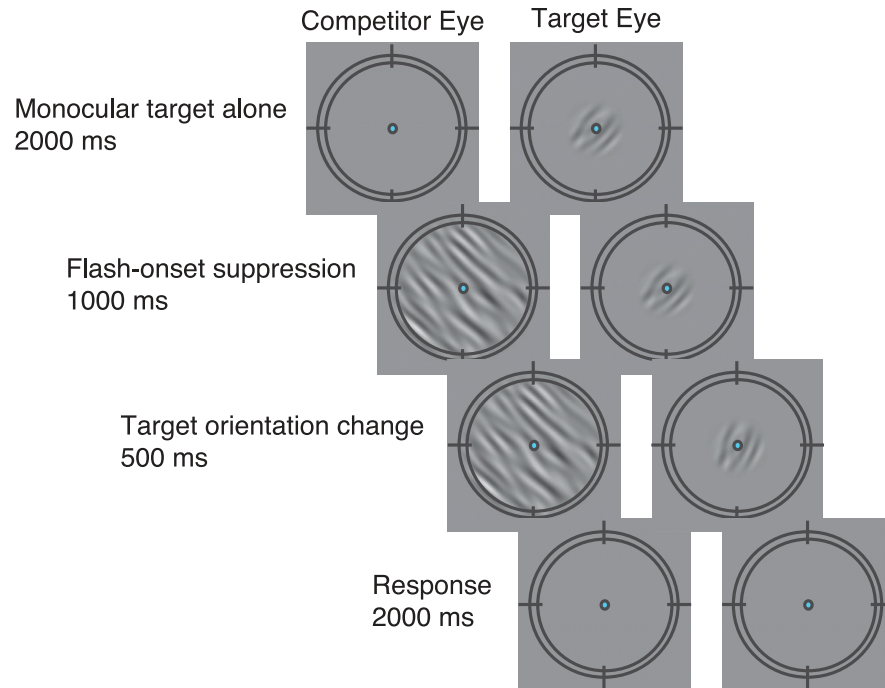 Competitor Eye
Target Eye
Monocular target alone
2000 ms
Flash-onset suppression
1000 ms
Target orientation change
500 ms
Response
2000 ms